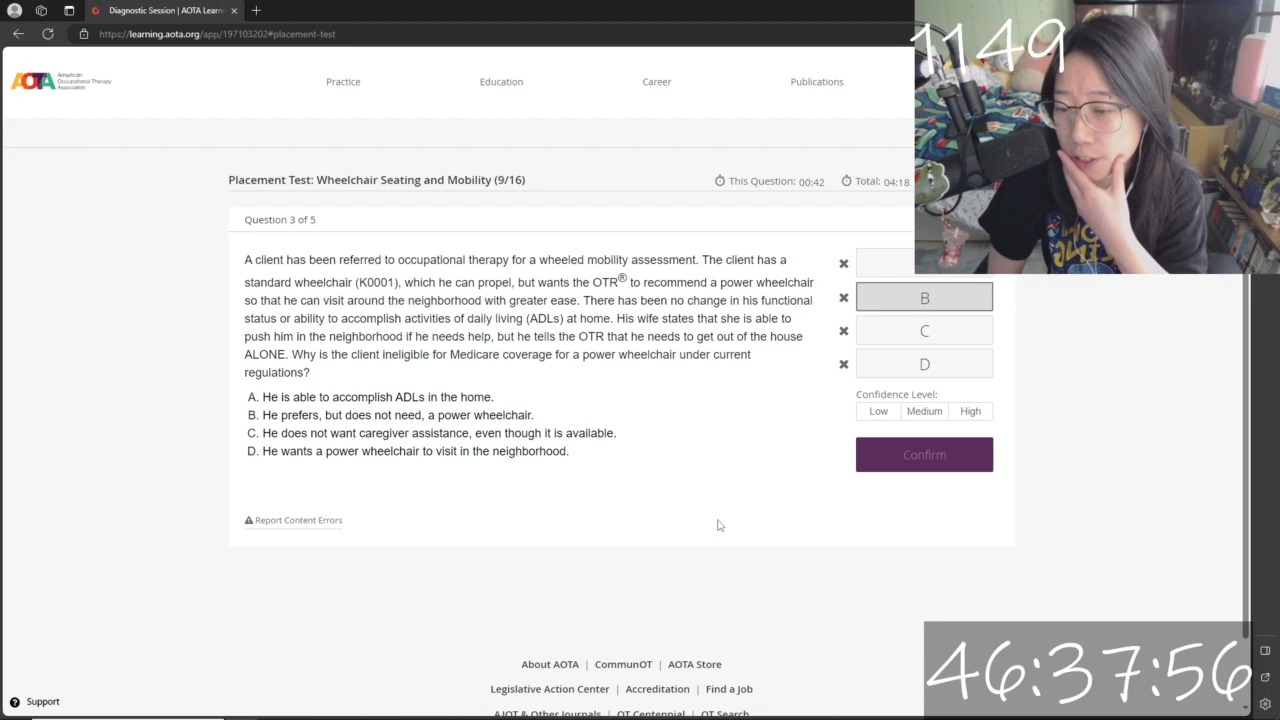 Diagnostic Session | AOTA Learn
https://learning.aota.org/app/197103202#placement-test
1149
AOTA
American
Occupational Therapy
Association
Practice
Education
Career
Publications
Placement Test: Wheelchair Seating and Mobility (9/16)
This Question: 00:42
Total: 04:18
Question 3 of 5
A client has been referred to occupational therapy for a wheeled mobility assessment. The client has a
standard wheelchair (K0001), which he can propel, but wants the OTR® to recommend a power wheelchair
so that he can visit around the neighborhood with greater ease. There has been no change in his functional
status or ability to accomplish activities of daily living (ADLs) at home. His wife states that she is able to
push him in the neighborhood if he needs help, but he tells the OTR that he needs to get out of the house
ALONE. Why is the client ineligible for Medicare coverage for a power wheelchair under current
regulations?
A. He is able to accomplish ADLs in the home.
B. He prefers, but does not need, a power wheelchair.
C. He does not want caregiver assistance, even though it is available.
D. He wants a power wheelchair to visit in the neighborhood.
B
C
D
Confidence Level:
Low
Medium
High
Confirm
Report Content Errors
About AOTA | CommunOT | AOTA Store
Legislative Action Center | Accreditation | Find a Job
AJOT & Other Journals | OT Centennial | OT Search
Support
46:37:56